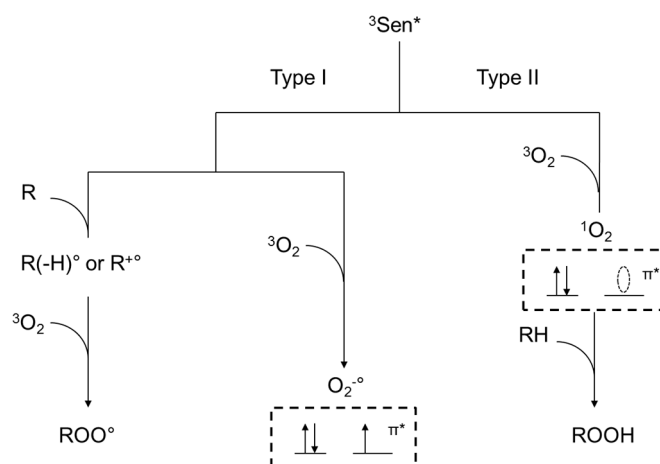 ³Sen*
Type I
Type II
³O₂
R
³O₂
¹O₂
R(-H)° or R⁺°
π*
³O₂
RH
O₂⁻°
ROO°
π*
ROOH